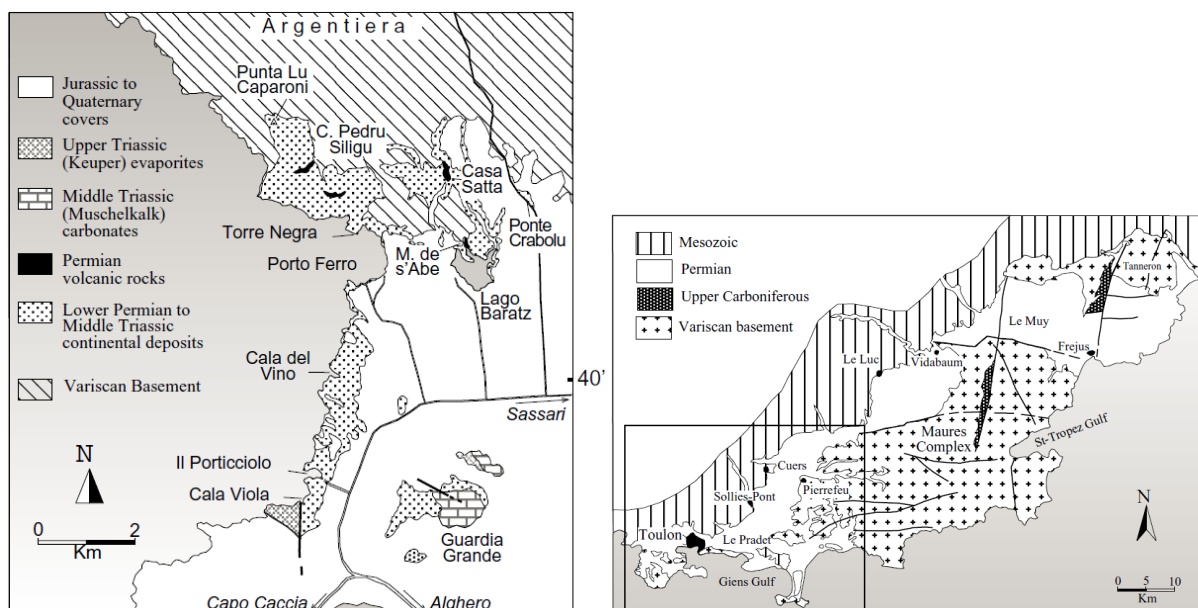 Argentiera
Punta Lu
Caparoni
C. Pedru
Siligu
Casa
Satta
Ponte
Crabolu
Torre Negra
M. de
s'Abe
Porto Ferro
Lago
Baratz
Cala del
Vino
40'
Sassari
Il Porticciolo
Cala Viola
Guardia
Grande
Capo Caccia
Alghero
Jurassic to
Quaternary
covers
Upper Triassic
(Keuper) evaporites
Middle Triassic
(Muschelkalk)
carbonates
Permian
volcanic rocks
Lower Permian to
Middle Triassic
continental deposits
Variscan Basement
N
0 2
Km
Mesozoic
Permian
Upper Carboniferous
Variscan basement
Tanneron
Le Muy
Frejus
Vidabaum
Le Luc
St-Tropez Gulf
Maures
Complex
Cuers
Pierrefeu
Sollies-Pont
Toulon
Le Pradet
Giens Gulf
N
0 5 10
Km